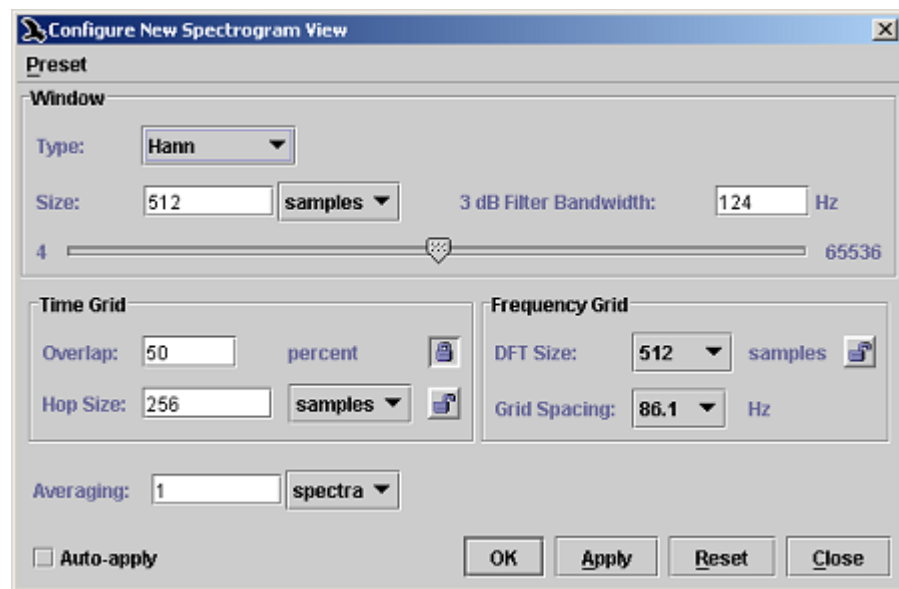 Configure New Spectrogram View
Preset
Window
Type: Hann
Size: 512 samples 3 dB Filter Bandwidth: 124 Hz
4 65536
Time Grid
Overlap: 50 percent
Hop Size: 256 samples
Frequency Grid
DFT Size: 512 samples
Grid Spacing: 86.1 Hz
Averaging: 1 spectra
Auto-apply OK Apply Reset Close